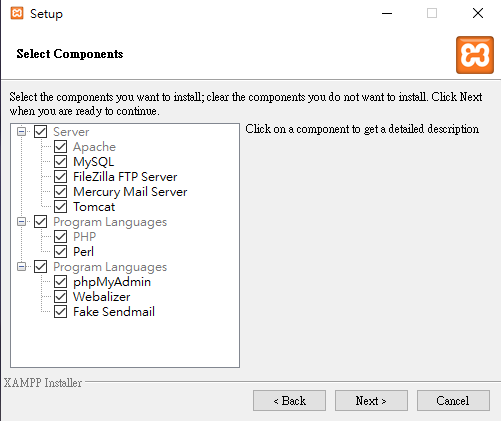 Setup
Select Components
Select the components you want to install; clear the components you do not want to install. Click Next
when you are ready to continue.
Server
Apache
MySQL
FileZilla FTP Server
Mercury Mail Server
Tomcat
Program Languages
PHP
Perl
Program Languages
phpMyAdmin
Webalizer
Fake Sendmail
Click on a component to get a detailed description
XAMPP Installer
< Back
Next >
Cancel